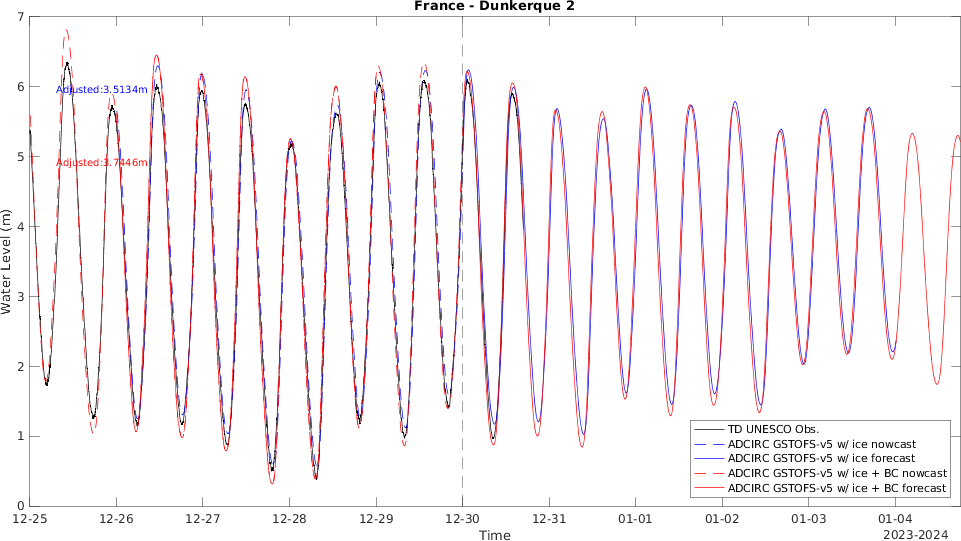 France - Dunkerque 2
7
6
5
4
3
2
1
0
Water Level (m)
Adjusted:3.5134m
Adjusted:3.7446m
TD UNESCO Obs.
ADCIRC GSTOFS-v5 w/ ice nowcast
ADCIRC GSTOFS-v5 w/ ice forecast
ADCIRC GSTOFS-v5 w/ ice + BC nowcast
ADCIRC GSTOFS-v5 w/ ice + BC forecast
12-25 12-26 12-27 12-28 12-29 12-30 12-31 01-01 01-02 01-03 01-04
Time
2023-2024